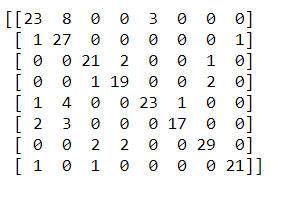 [[23  8  0  0  3  0  0  0]
 [ 1 27  0  0  0  0  0  1]
 [ 0  0 21  2  0  0  1  0]
 [ 0  0  1 19  0  0  2  0]
 [ 1  4  0  0 23  1  0  0]
 [ 2  3  0  0  0 17  0  0]
 [ 0  0  2  2  0  0 29  0]
 [ 1  0  1  0  0  0  0 21]]